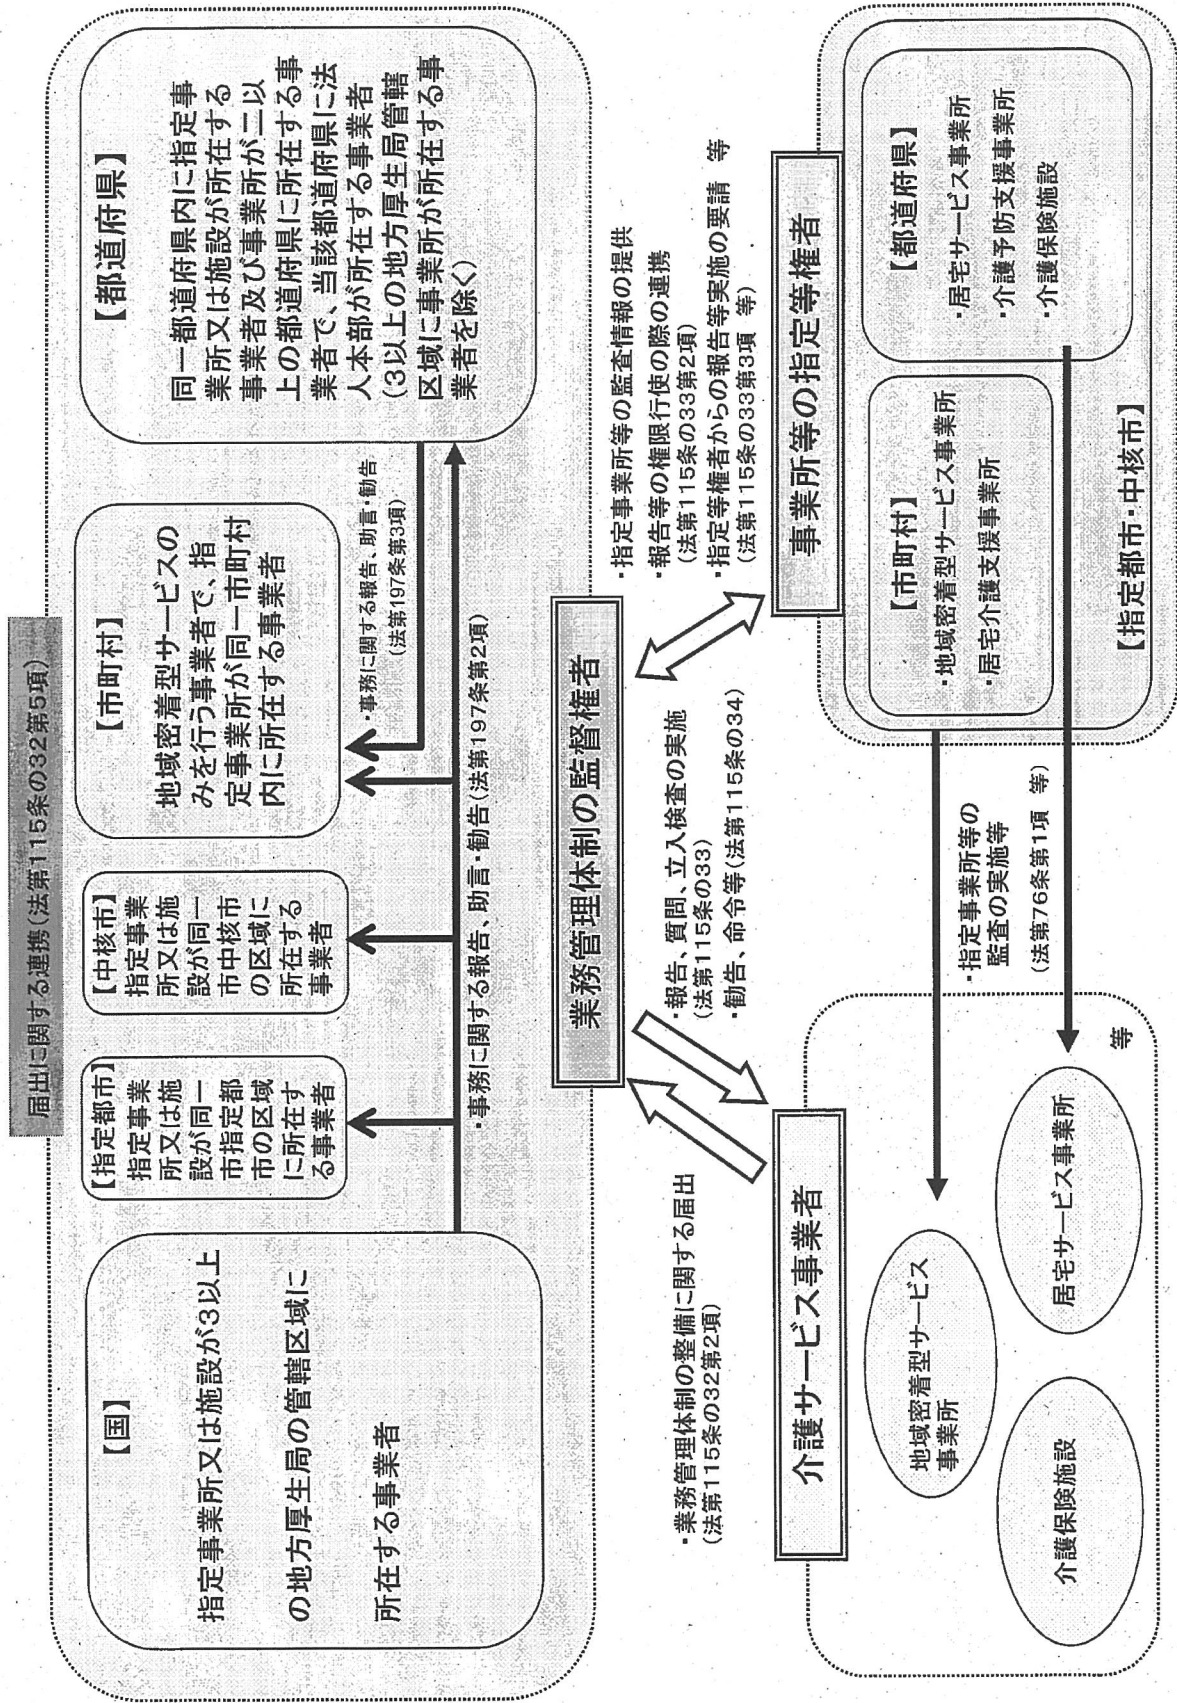 届出に関する連携(法第115条の32第5項)
【国】
指定事業所又は施設が3以上
の地方厚生局の管轄区域に
所在する事業者
【指定都市】
指定事業
所又は施
設が同一
市指定都
市の区域
に所在す
る事業者
【中核市】
指定事業
所又は施
設が同一
市中核市
の区域に
所在する
事業者
【市町村】
地域密着型サービスの
みを行う事業者で、指
定事業所が同一市町村
内に所在する事業者
【都道府県】
同一都道府県内に指定事
業所又は施設が所在する
事業者及び事業所が二以
上の都道府県に所在する事
業者で、当該都道府県に法
人本部が所在する事業者
(3以上の地方厚生局管轄
区域に事業所が所在する事
業者を除く)
・事務に関する報告、助言・勧告
(法第197条第3項)
・事務に関する報告、助言・勧告(法第197条第2項)
業務管理体制の監督権者
・業務管理体制の整備に関する届出
(法第115条の32第2項)
・報告、質問、立入検査の実施
(法第115条の33)
・勧告、命令等(法第115条の34)
・指定事業所等の監査情報の提供
・報告等の権限行使の際の連携
(法第115条の33第2項)
・指定等権者からの報告等実施の要請 等
(法第115条の33第3項 等)
介護サービス事業者
地域密着型サービス
事業所
介護保険施設
居宅サービス事業所
等
・指定事業所等の
監査の実施等
(法第76条第1項 等)
事業所等の指定等権者
【市町村】
・地域密着型サービス事業所
・居宅介護支援事業所
【都道府県】
・居宅サービス事業所
・介護予防支援事業所
・介護保険施設
【指定都市・中核市】